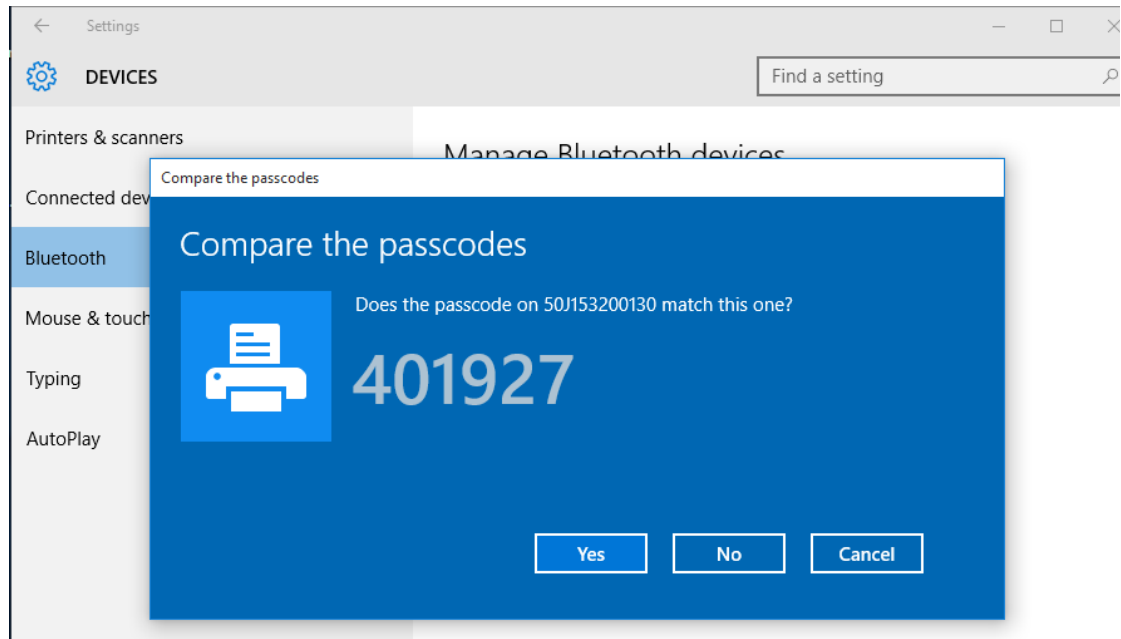 Settings
DEVICES
Find a setting
Printers & scanners
Manage Bluetooth devices
Compare the passcodes
Connected dev
Compare the passcodes
Bluetooth
Does the passcode on 50J153200130 match this one?
Mouse & touch
401927
Typing
AutoPlay
Yes
No
Cancel